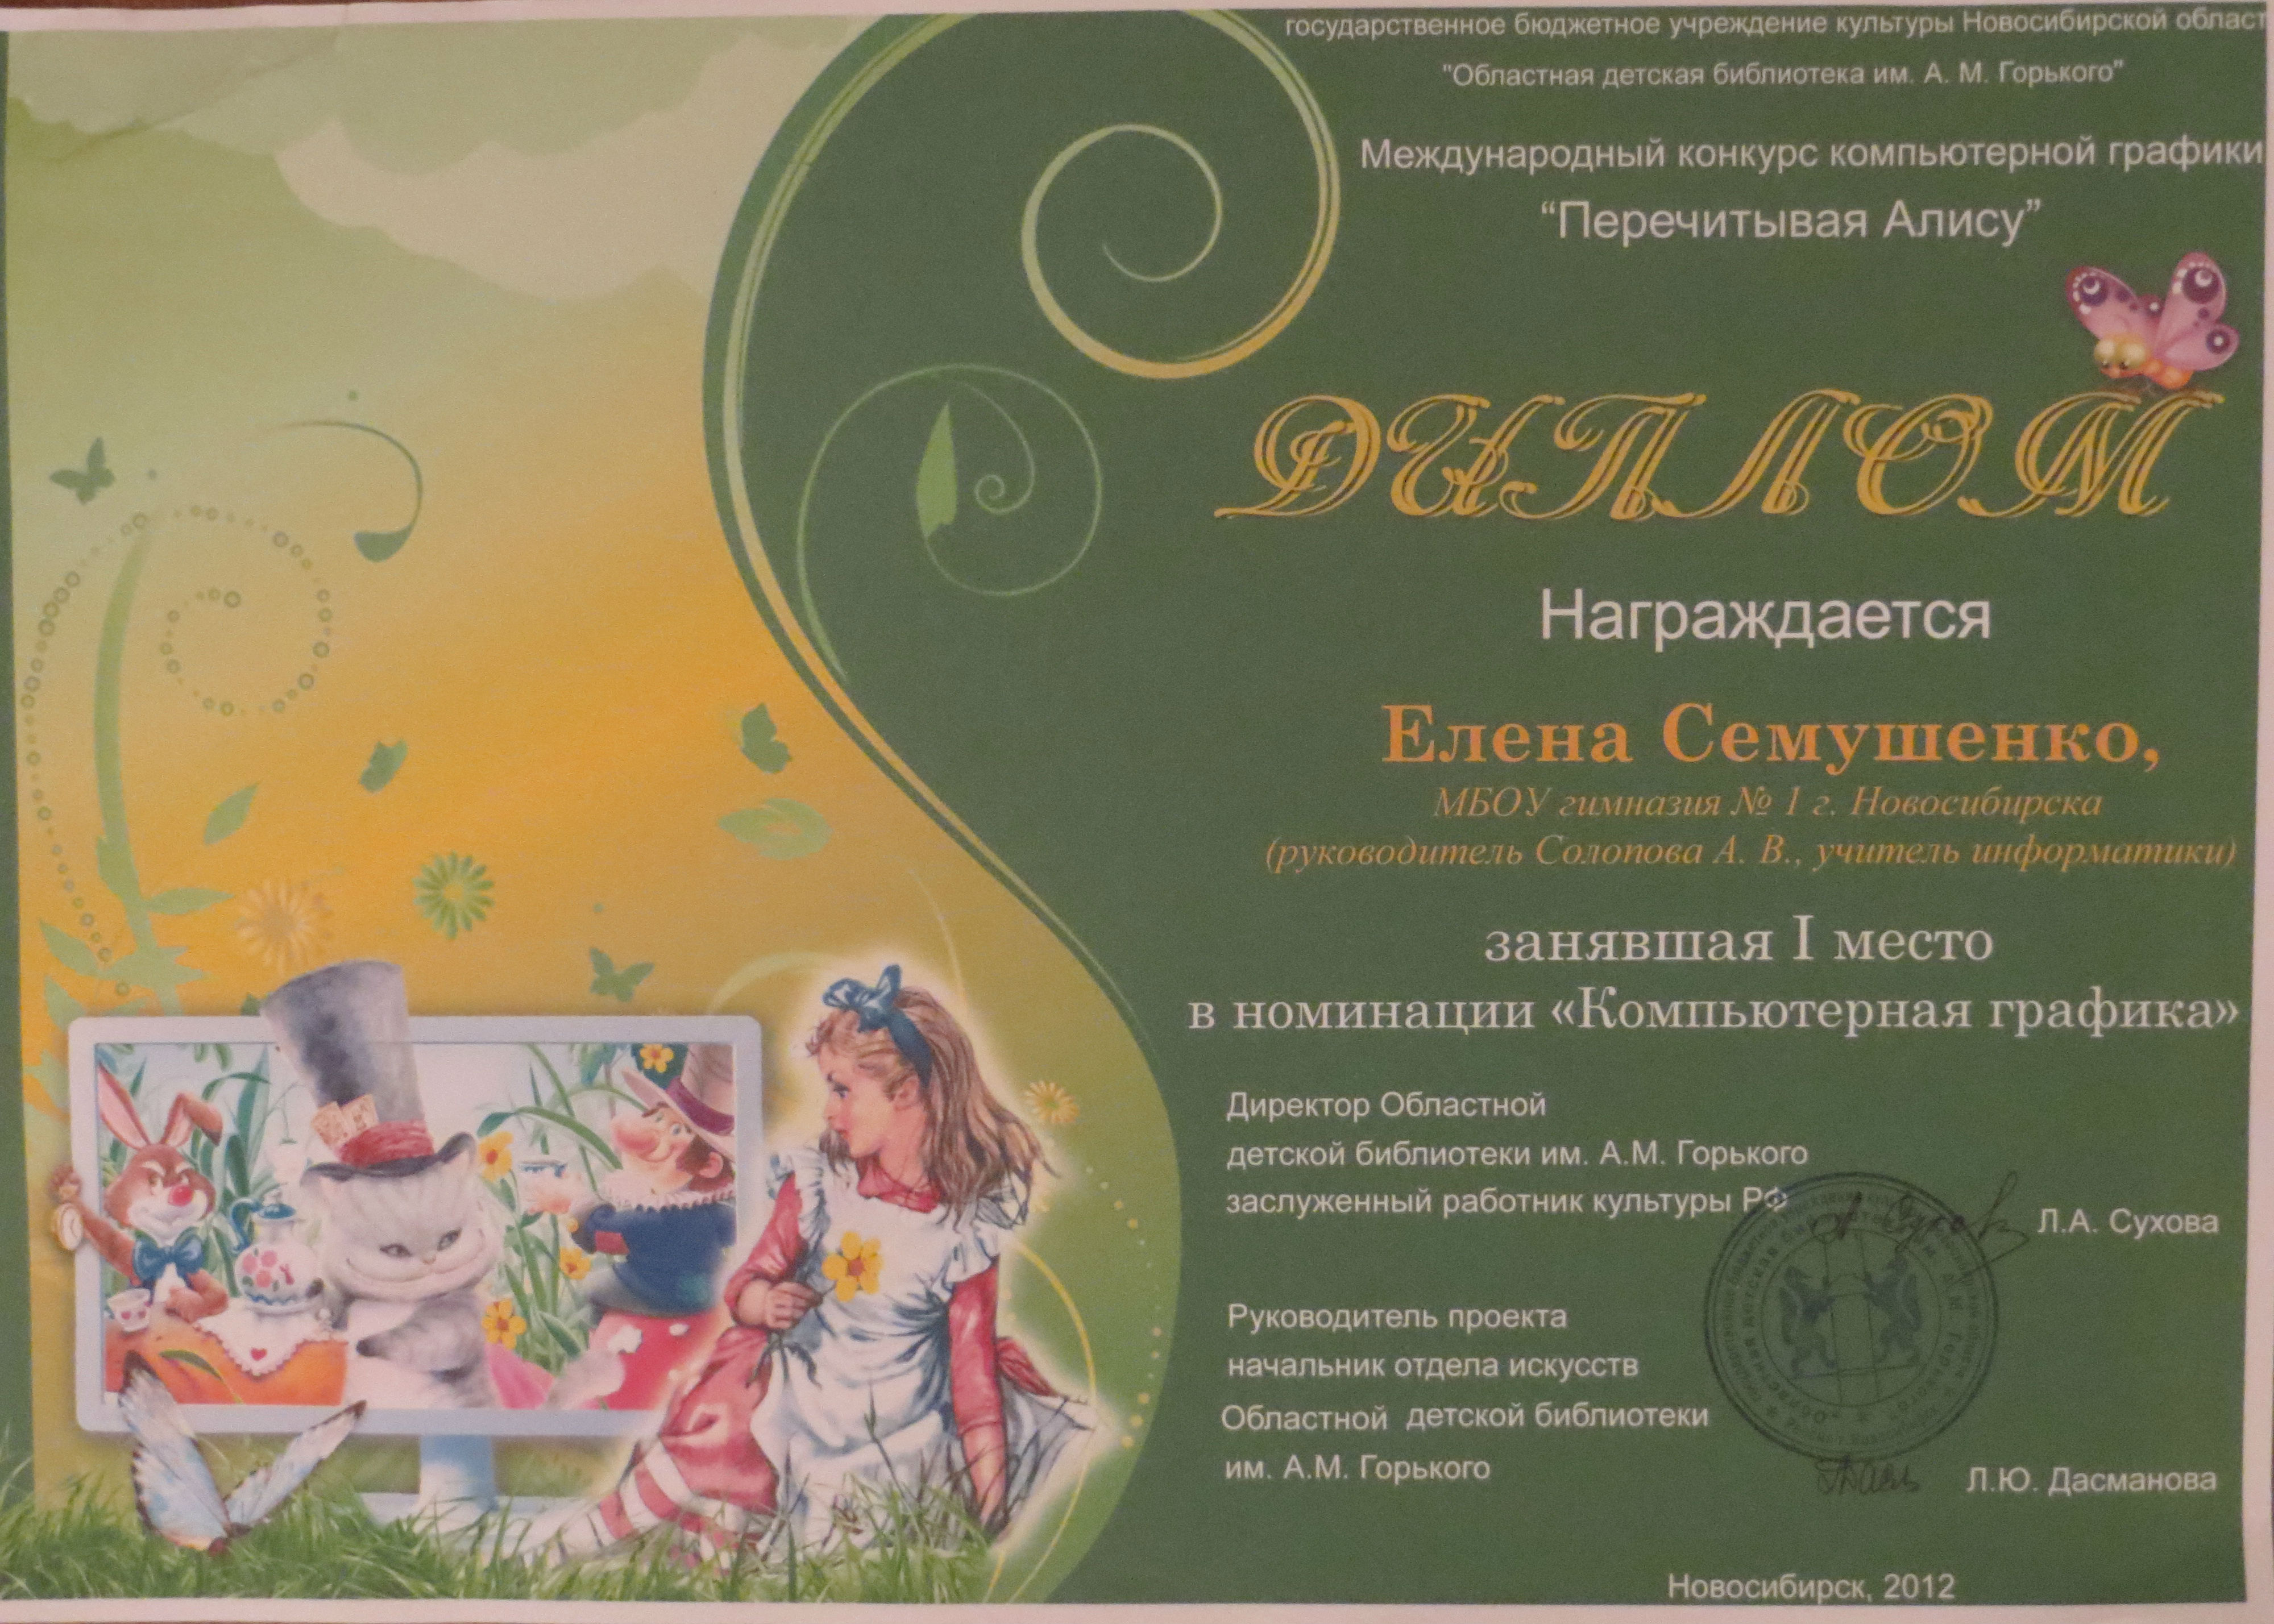 государственное бюджетное учреждение культуры Новосибирской област
"Областная детская библиотека им. А. М. Горького"
Международный конкурс компьютерной графики
“Перечитывая Алису”
ДИПЛОМ
Награждается
Елена Семушенко,
МБОУ гимназия № 1 г. Новосибирска
(руководитель Солопова А. В., учитель информатики)
занявшая I место
в номинации «Компьютерная графика»
Директор Областной
детской библиотеки им. А.М. Горького
заслуженный работник культуры РФ
Л.А. Сухова
Руководитель проекта
начальник отдела искусств
Областной детской библиотеки
им. А.М. Горького
Л.Ю. Дасманова
Новосибирск, 2012